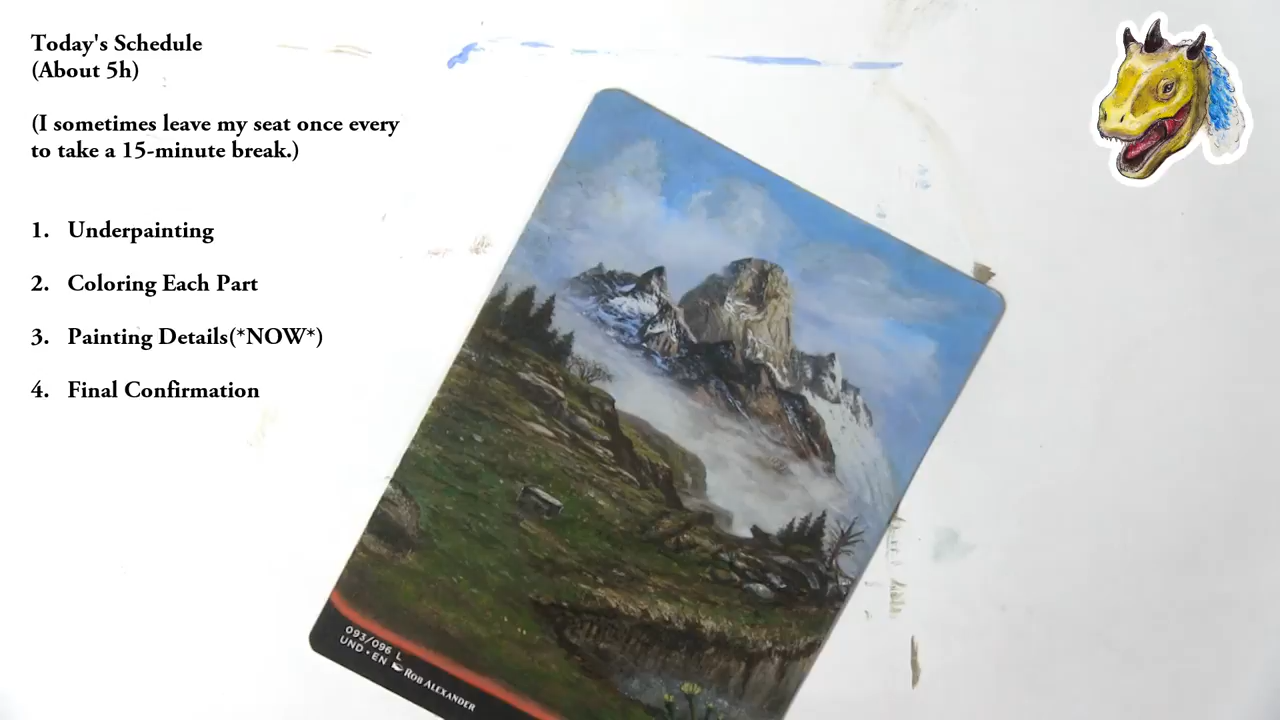 Today's Schedule
(About 5h)
(I sometimes leave my seat once every
to take a 15-minute break.)
1. Underpainting
2. Coloring Each Part
3. Painting Details(*NOW*)
4. Final Confirmation
093/096 L
UND • EN Rob Alexander